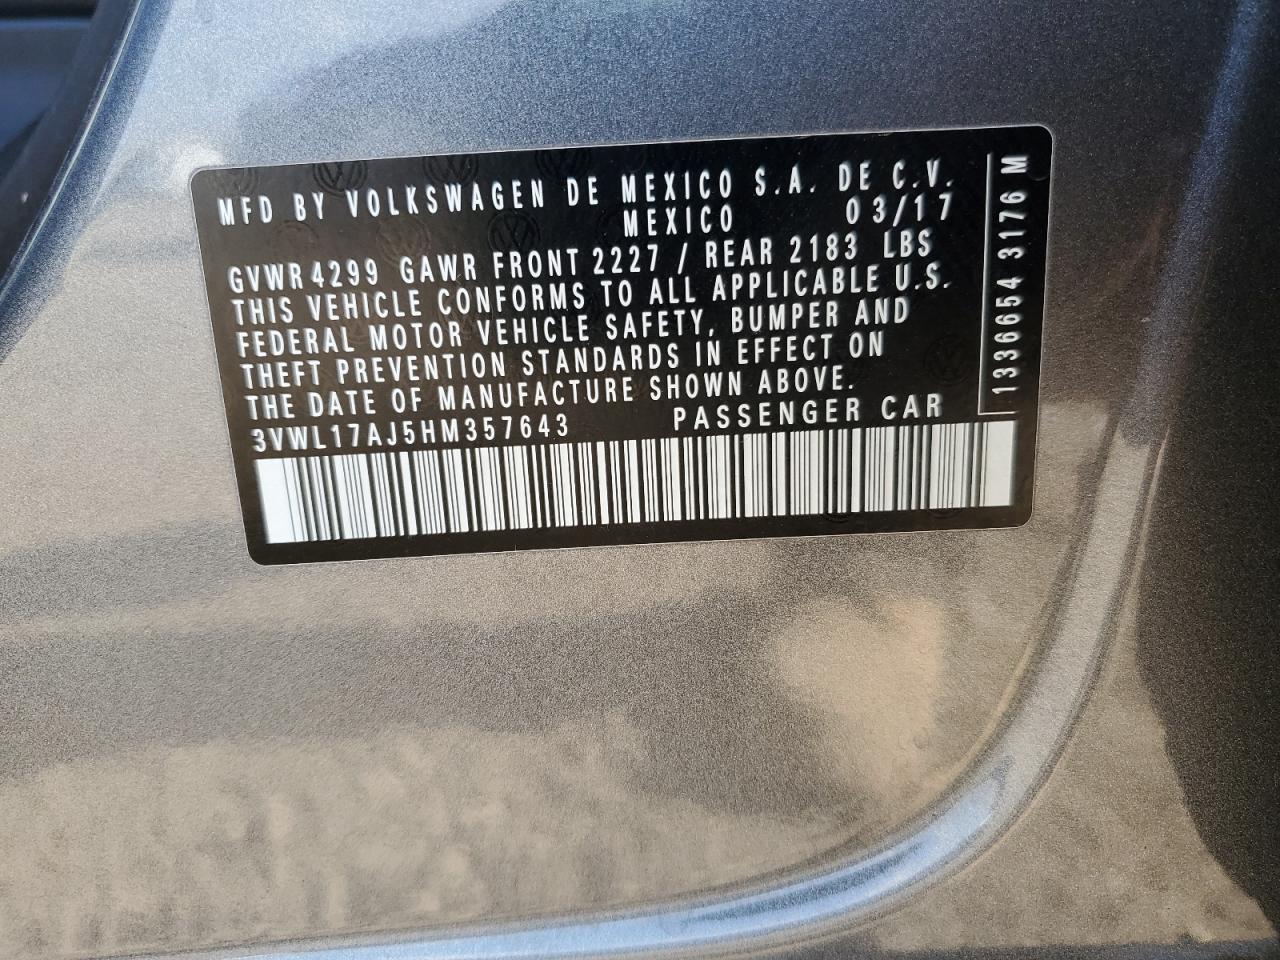 MFD BY VOLKSWAGEN DE MEXICO S.A. DE C.V.
MEXICO 03/17
GVWR 4299 GAWR FRONT 2227 / REAR 2183 LBS
THIS VEHICLE CONFORMS TO ALL APPLICABLE U.S.
FEDERAL MOTOR VEHICLE SAFETY, BUMPER AND
THEFT PREVENTION STANDARDS IN EFFECT ON
THE DATE OF MANUFACTURE SHOWN ABOVE.
3VWL17AJ5HM357643 PASSENGER CAR
1336654 3176 M